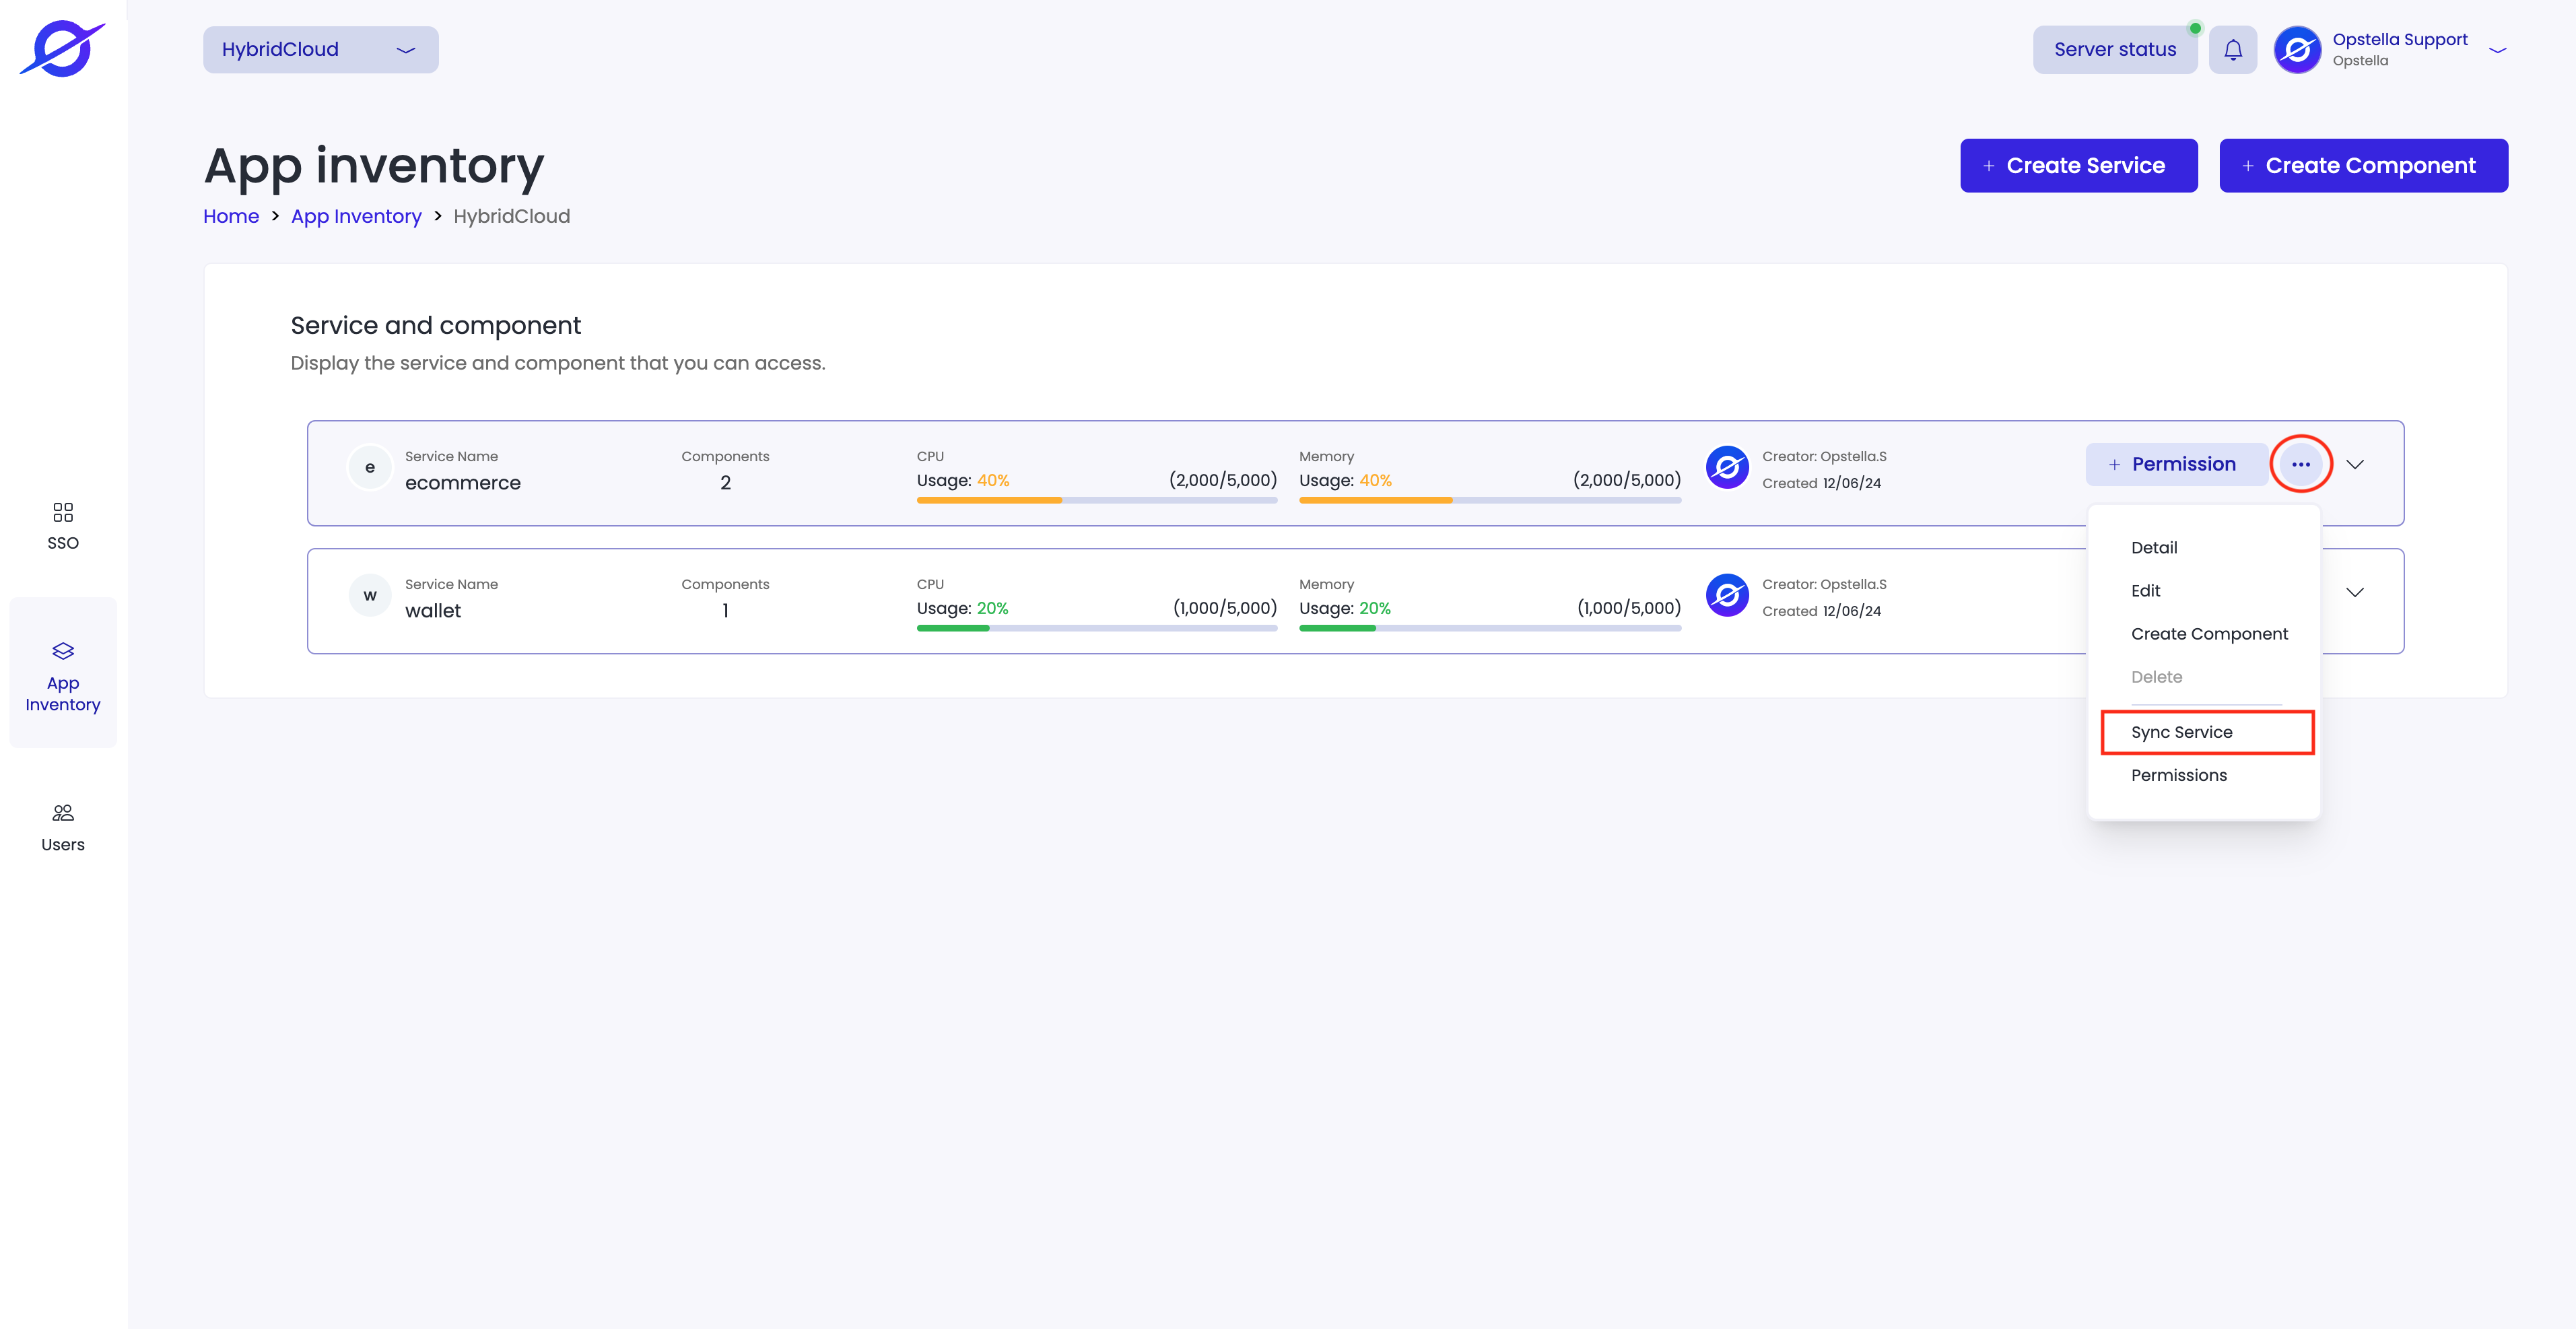 HybridCloud
Server status
Opstella Support
Opstella
App inventory
+ Create Service
+ Create Component
Home > App Inventory > HybridCloud
Service and component
Display the service and component that you can access.
e
Service Name
ecommerce
Components
2
CPU
Usage: 40% (2,000/5,000)
Memory
Usage: 40% (2,000/5,000)
Creator: Opstella.S
Created 12/06/24
+ Permission
w
Service Name
wallet
Components
1
CPU
Usage: 20% (1,000/5,000)
Memory
Usage: 20% (1,000/5,000)
Creator: Opstella.S
Created 12/06/24
Detail
Edit
Create Component
Delete
Sync Service
Permissions
SSO
App
Inventory
Users